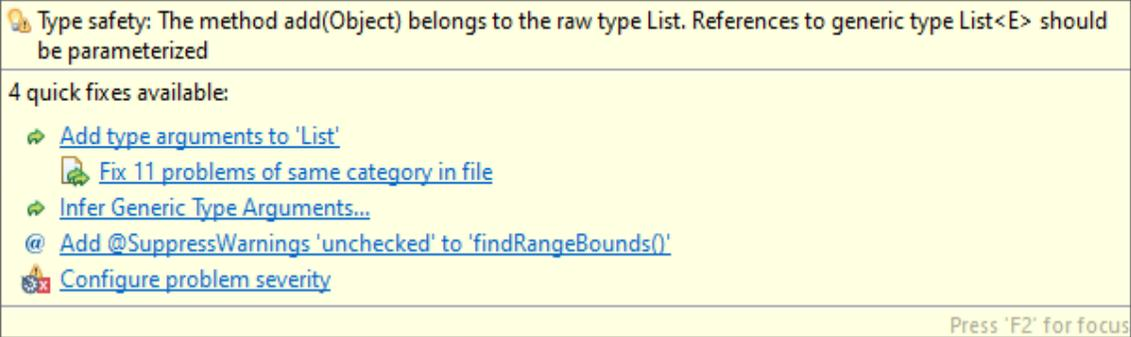 Type safety: The method add(Object) belongs to the raw type List. References to generic type List<E> should
be parameterized
4 quick fixes available:
Add type arguments to 'List'
Fix 11 problems of same category in file
Infer Generic Type Arguments...
@ Add @SuppressWarnings 'unchecked' to 'findRangeBounds()'
Configure problem severity
Press 'F2' for focus